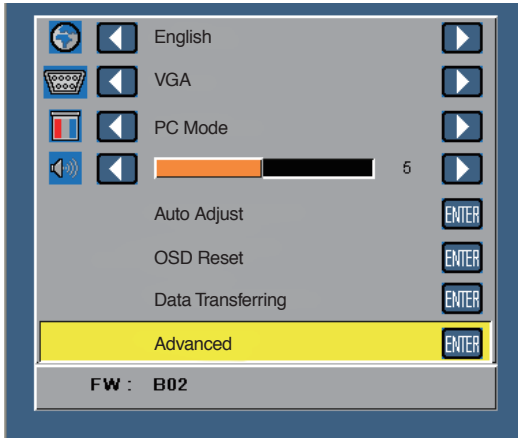 English
VGA
PC Mode
5
Auto Adjust ENTER
OSD Reset ENTER
Data Transferring ENTER
Advanced ENTER
FW : B02